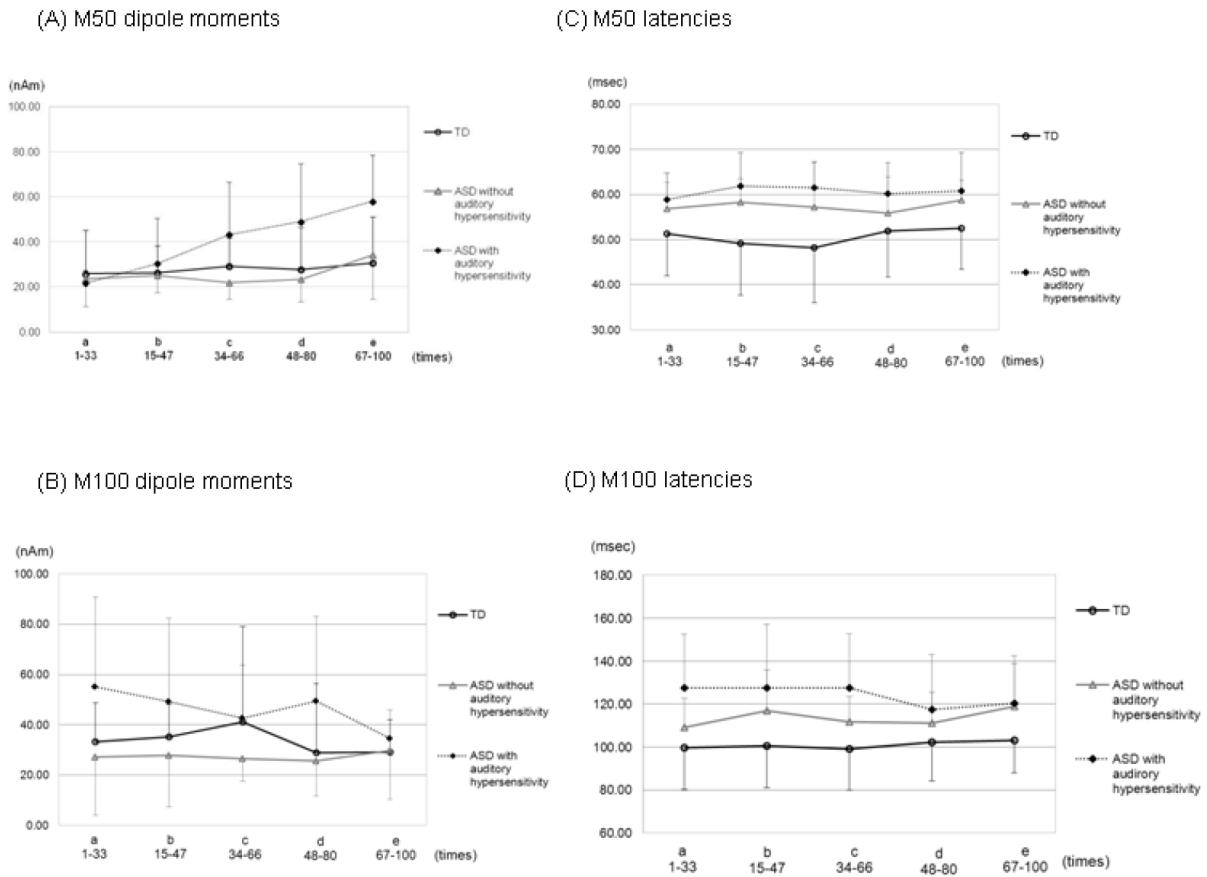 (A) M50 dipole moments
(nAm)
100.00
80.00
60.00
40.00
20.00
0.00
a
b
c
d
e
1-33
15-47
34-66
48-80
67-100
(times)
TD
ASD without
auditory
hypersensitivity
ASD with
auditory
hypersensitivity
(C) M50 latencies
(msec)
80.00
70.00
60.00
50.00
40.00
30.00
a
b
c
d
e
1-33
15-47
34-66
48-80
67-100
(times)
TD
ASD without
auditory
hypersensitivity
ASD with
auditory
hypersensitivity
(B) M100 dipole moments
(nAm)
100.00
80.00
60.00
40.00
20.00
0.00
a
b
c
d
e
1-33
15-47
34-66
48-80
67-100
(times)
TD
ASD without
auditory
hypersensitivity
ASD with
auditory
hypersensitivity
(D) M100 latencies
(msec)
180.00
160.00
140.00
120.00
100.00
80.00
60.00
a
b
c
d
e
1-33
15-47
34-66
48-80
67-100
(times)
TD
ASD without
auditory
hypersensitivity
ASD with
audirory
hypersensitivity